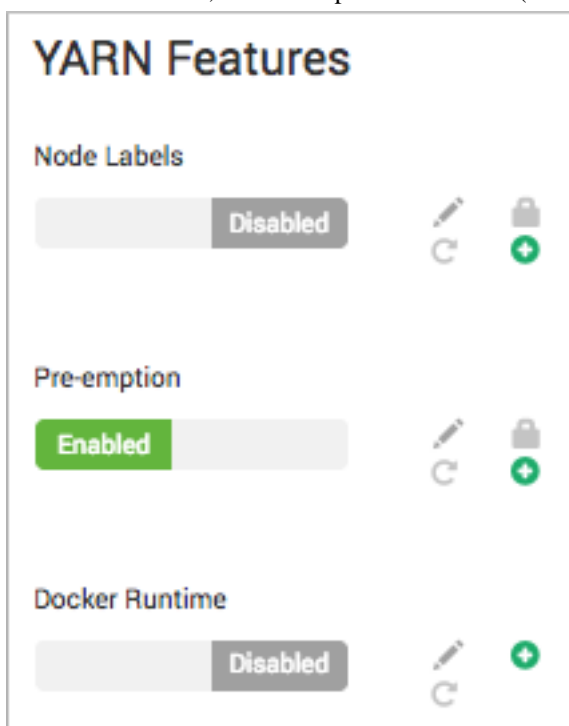 YARN Features
Node Labels
Disabled
Pre-emption
Enabled
Docker Runtime
Disabled